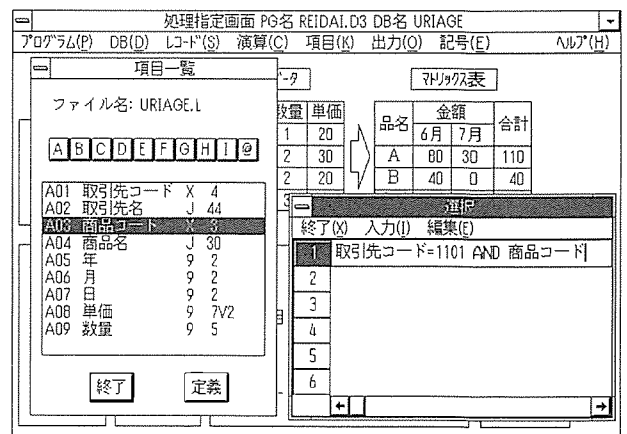 処理指定画面 PG名 REIDAI.D3 DB名 URIAGE
プログラム(P) DB(D) レコード(S) 演算(C) 項目(K) 出力(O) 記号(E) ヘルプ(H)
項目一覧
ファイル名: URIAGE.L
A B C D E F G H I @
A01 取引先コード X 4
A02 取引先名 J 44
A03 商品コード X 3
A04 商品名 J 30
A05 年 9 2
A06 月 9 2
A07 日 9 2
A08 単価 9 7V2
A09 数量 9 5
終了 定義
ータ
数量 単価
1 20
2 30
2 20
3
マトリックス表
品名 金額 合計
6月 7月
A 80 30 110
B 40 0 40
選択
終了(X) 入力(I) 編集(E)
1 取引先コード=1101 AND 商品コード
2
3
4
5
6